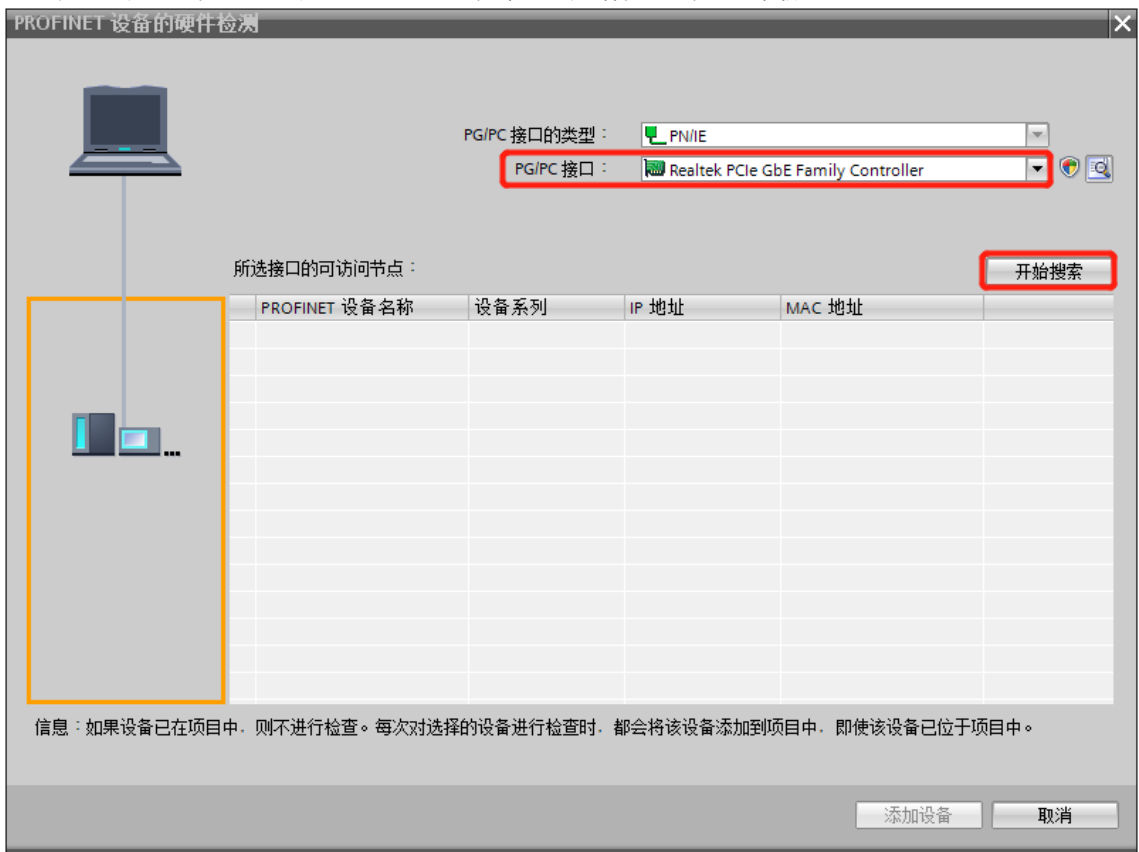 PROFINET 设备的硬件检测
PG/PC 接口的类型：
PN/IE
PG/PC 接口：
Realtek PCIe GbE Family Controller
所选接口的可访问节点：
开始搜索
PROFINET 设备名称 设备系列 IP 地址 MAC 地址
...
信息：如果设备已在项目中，则不进行检查。每次对选择的设备进行检查时，都会将该设备添加到项目中，即使该设备已位于项目中。
添加设备 取消